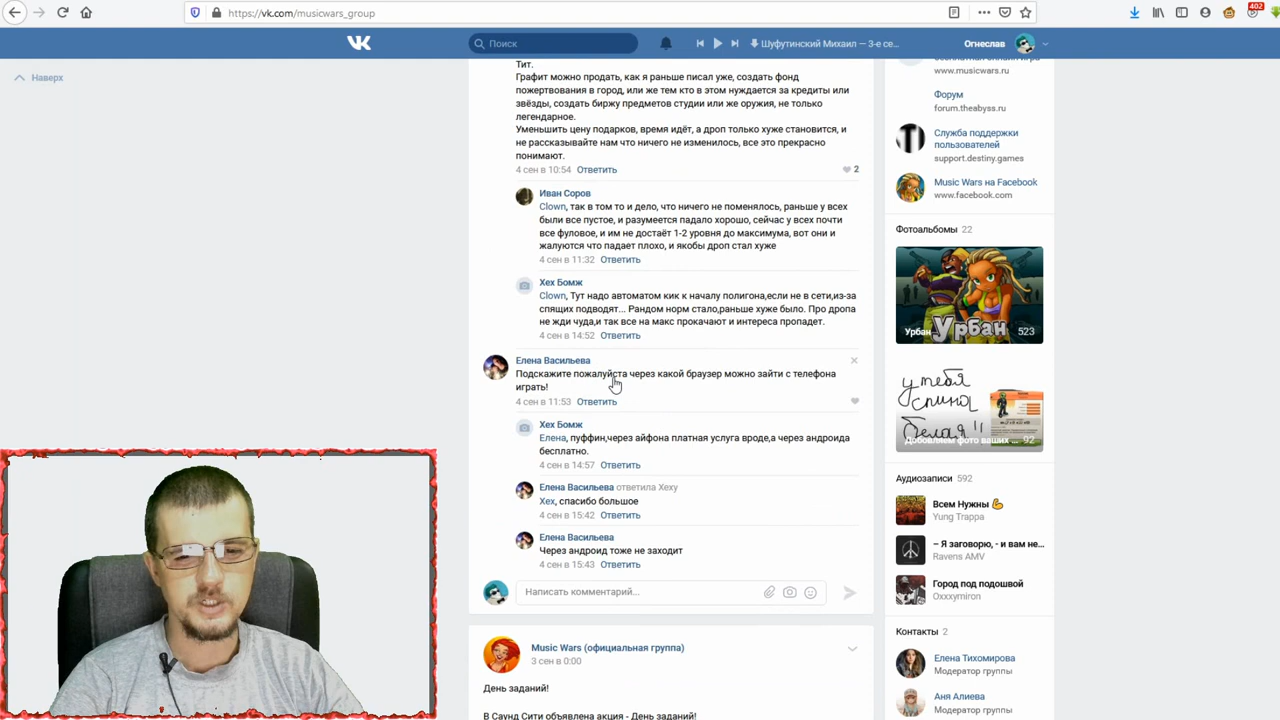 https://vk.com/musicwars_group
402
Поиск
Шуфутинский Михаил — 3-е се...
Огнеслав
Наверх
Тит.
Графит можно продать, как я раньше писал уже, создать фонд
пожертвования в город, или же тем кто в этом нуждается за кредиты или
звёзды, создать биржу предметов студии или же оружия, не только
легендарное.
Уменьшить цену подарков, время идёт, а дроп только хуже становится, и
не рассказывайте нам что ничего не изменилось, все это прекрасно
понимают.
4 сен в 10:54 Ответить
2
Иван Соров
Clown, так в том то и дело, что ничего не поменялось, раньше у всех
были все пустое, и разумеется падало хорошо, сейчас у всех почти
все фуловое, и им не достаёт 1-2 уровня до максимума, вот они и
жалуются что падает плохо, и якобы дроп стал хуже
4 сен в 11:32 Ответить
Хех Бомж
Clown, Тут надо автоматом кик к началу полигона,если не в сети,из-за
спящих подводят... Рандом норм стало,раньше хуже было. Про дропа
не жди чуда,и так все на макс прокачают и интереса пропадет.
4 сен в 14:52 Ответить
Елена Васильева
Подскажите пожалуйста через какой браузер можно зайти с телефона
играть!
4 сен в 11:53 Ответить
Хех Бомж
Елена, пуффин,через айфона платная услуга вроде,а через андроида
бесплатно.
4 сен в 14:57 Ответить
Елена Васильева ответила Хеху
Хех, спасибо большое
4 сен в 15:42 Ответить
Елена Васильева
Через андроид тоже не заходит
4 сен в 15:43 Ответить
Написать комментарий...
Music Wars (официальная группа)
3 сен в 0:00
День заданий!
В Саунд Сити объявлена акция - День заданий!
www.musicwars.ru
Форум
forum.theabyss.ru
Служба поддержки
пользователей
support.destiny.games
Music Wars на Facebook
www.facebook.com
Фотоальбомы 22
Урбан
Урбан
523
у тебя
спина
белая!!
Добавляем фото ваших ... 92
Аудиозаписи 592
Всем Нужны 💪
Yung Trappa
– Я заговорю, - и вам не...
Ravens AMV
Город под подошвой
Oxxxymiron
Контакты 2
Елена Тихомирова
Модератор группы
Аня Алиева
Модератор группы